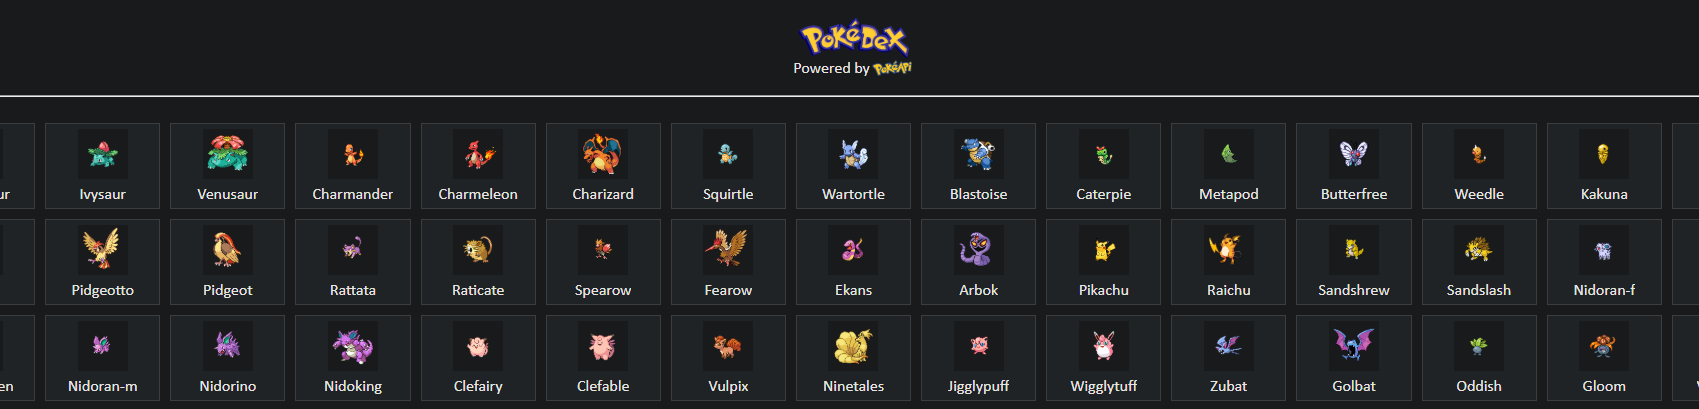 PokéDex
Powered by PokéAPI
ur Ivysaur Venusaur Charmander Charmeleon Charizard Squirtle Wartortle Blastoise Caterpie Metapod Butterfree Weedle Kakuna
Pidgeotto Pidgeot Rattata Raticate Spearow Fearow Ekans Arbok Pikachu Raichu Sandshrew Sandslash Nidoran-f
en Nidoran-m Nidorino Nidoking Clefairy Clefable Vulpix Ninetales Jigglypuff Wigglytuff Zubat Golbat Oddish Gloom